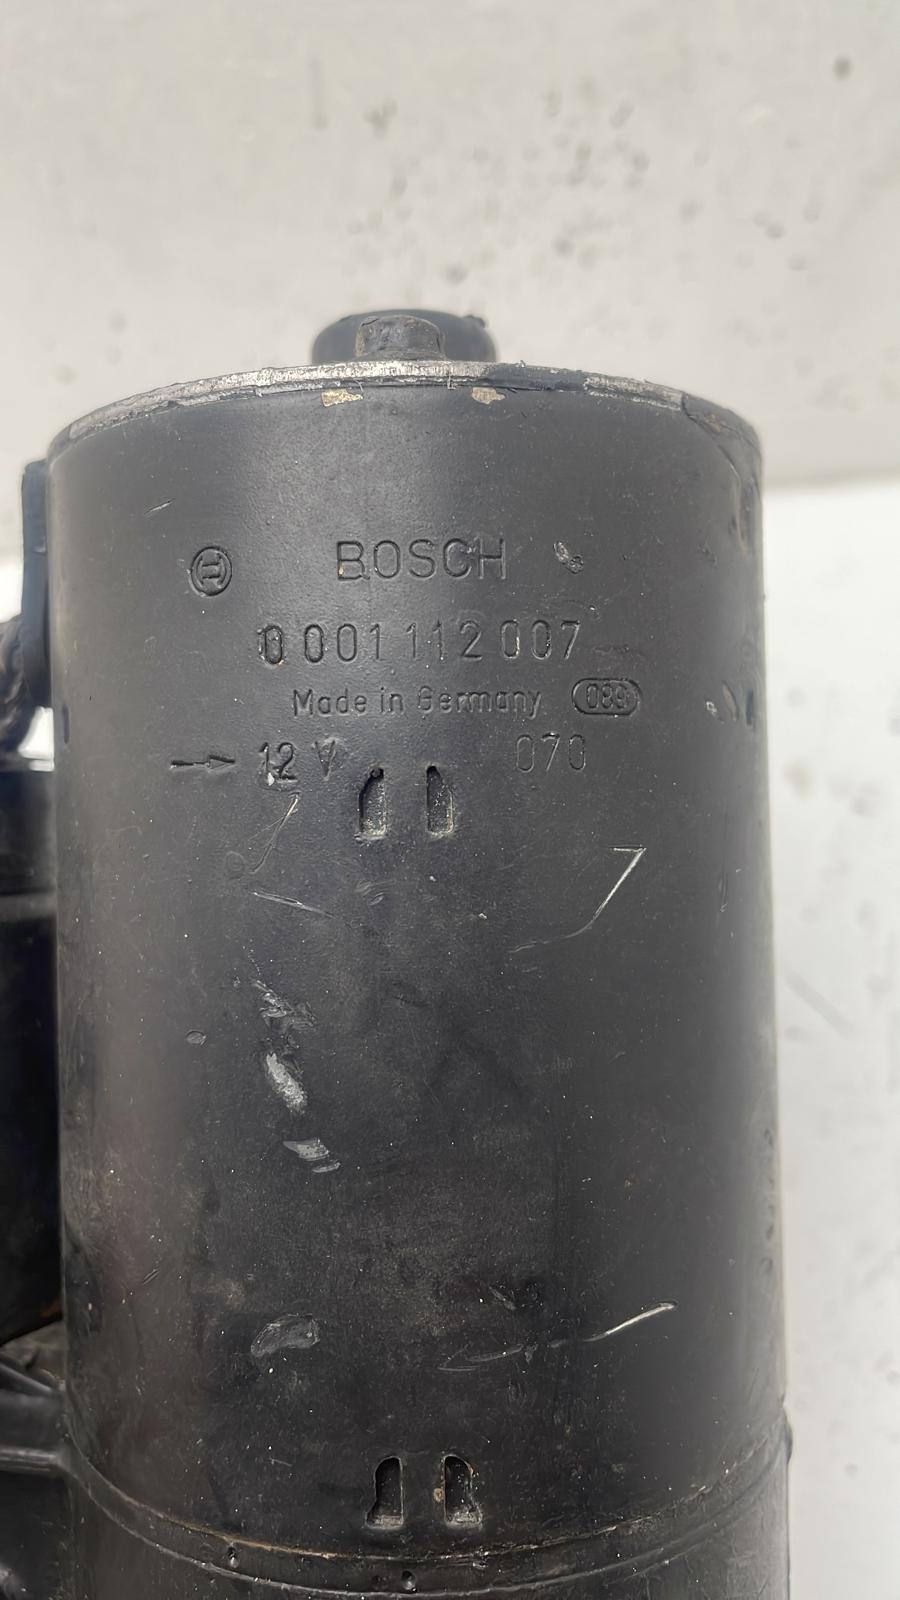 BOSCH
0 001 112 007
Made in Germany 089
12 V 070